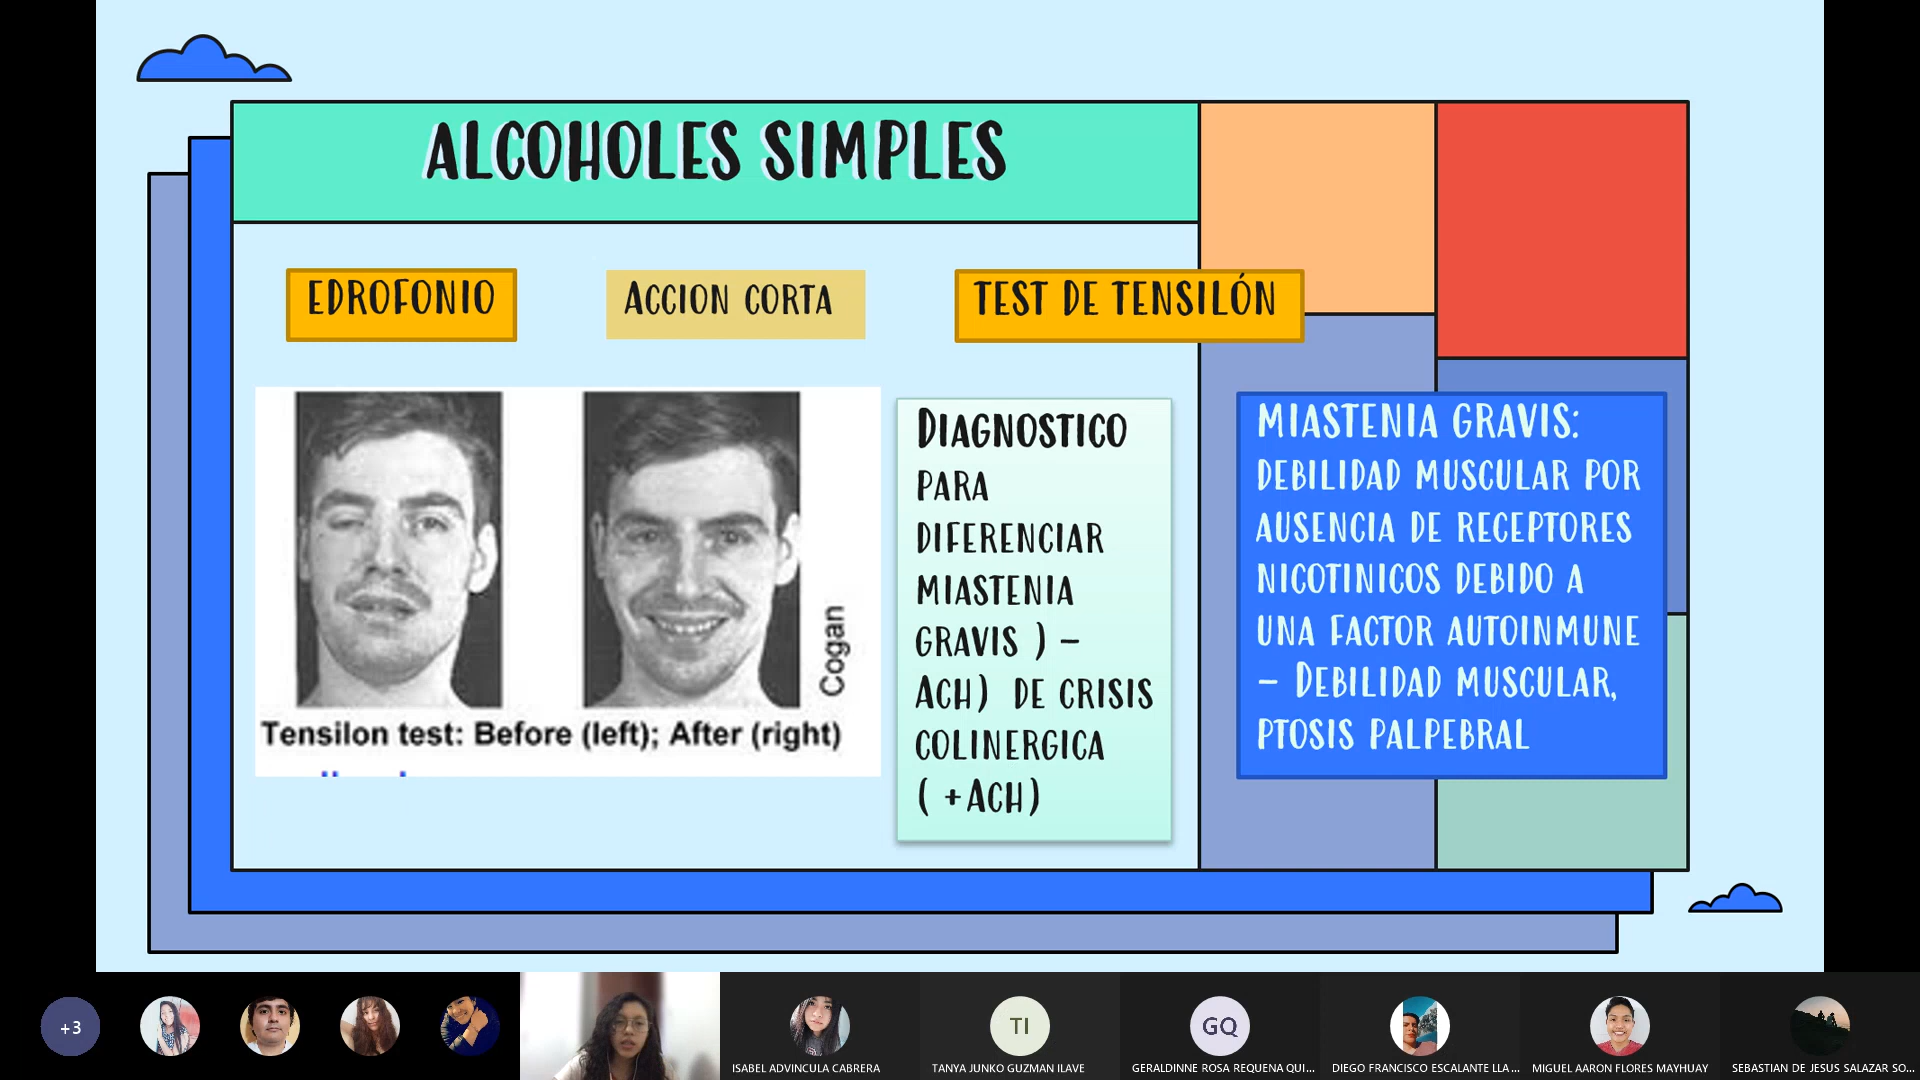 ALCOHOLES SIMPLES
EDROFONIO
ACCION CORTA
TEST DE TENSILÓN
Cogan
Tensilon test: Before (left); After (right)
DIAGNOSTICO
PARA
DIFERENCIAR
MIASTENIA
GRAVIS ) –
ACH) DE CRISIS
COLINERGICA
( +ACH)
MIASTENIA GRAVIS:
DEBILIDAD MUSCULAR POR
AUSENCIA DE RECEPTORES
NICOTINICOS DEBIDO A
UNA FACTOR AUTOINMUNE
– DEBILIDAD MUSCULAR,
PTOSIS PALPEBRAL
+3
TI
GQ
ISABEL ADVINCULA CABRERA
TANYA JUNKO GUZMAN ILAVE
GERALDINNE ROSA REQUENA QUI...
DIEGO FRANCISCO ESCALANTE LLA...
MIGUEL AARON FLORES MAYHUAY
SEBASTIAN DE JESUS SALAZAR SO...